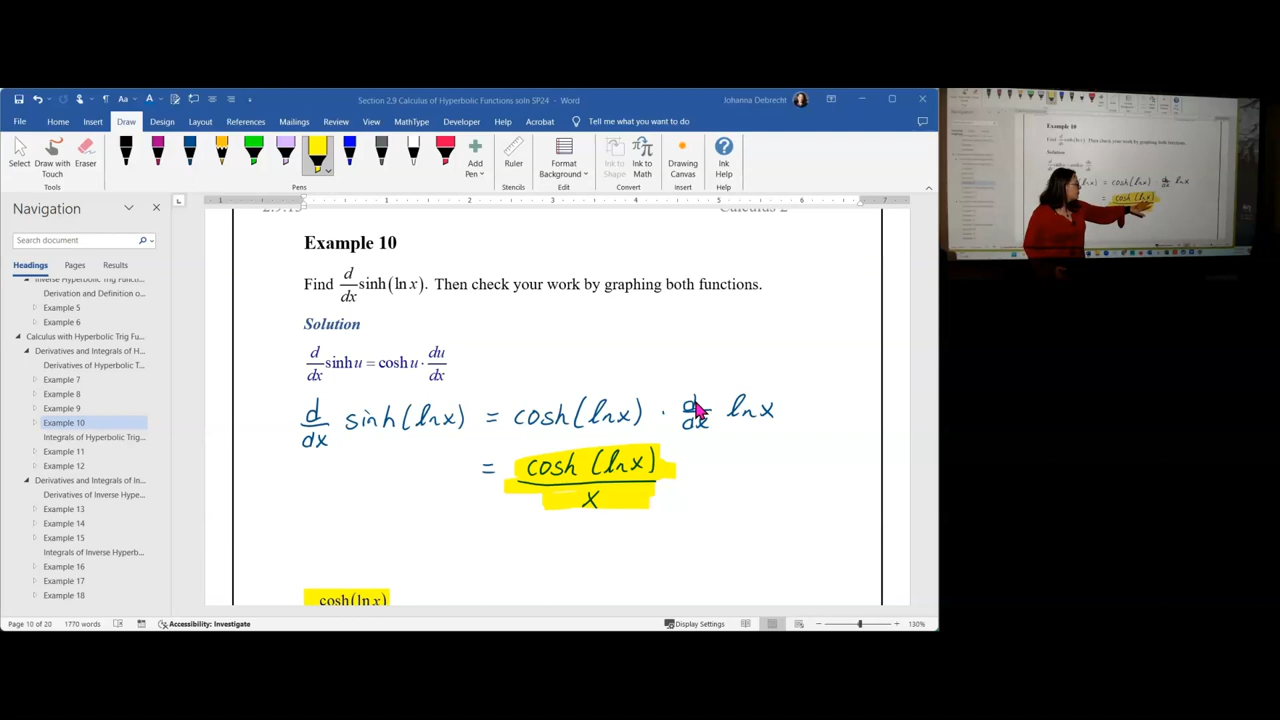 Section 2.9 Calculus of Hyperbolic Functions soln SP24 - Word
Johanna Debrecht
File Home Insert Draw Design Layout References Mailings Review View MathType Developer Help Acrobat Tell me what you want to do
Select
Draw with Touch
Eraser
Add Pen
Ruler
Format Background
Ink to Shape
Ink to Math
Drawing Canvas
Ink Help
Tools
Pens
Stencils
Edit
Convert
Insert
Help
Navigation
Search document
Headings Pages Results
Inverse Hyperbolic Trig Func...
Derivation and Definition o...
Example 5
Example 6
Calculus with Hyperbolic Trig Fu...
Derivatives and Integrals of H...
Derivatives of Hyperbolic T...
Example 7
Example 8
Example 9
Example 10
Integrals of Hyperbolic Trig...
Example 11
Example 12
Derivatives and Integrals of In...
Derivatives of Inverse Hyper...
Example 13
Example 14
Example 15
Integrals of Inverse Hyperb...
Example 16
Example 17
Example 18
2.9.13 Calculus 2
Example 10
Find d/dx sinh(ln x). Then check your work by graphing both functions.
Solution
d/dx sinh u = cosh u · du/dx
d/dx sinh(lnx) = cosh(lnx) · d/dx lnx
= cosh(lnx)/x
cosh(ln x)
Page 10 of 20 1770 words Accessibility: Investigate Display Settings 130%